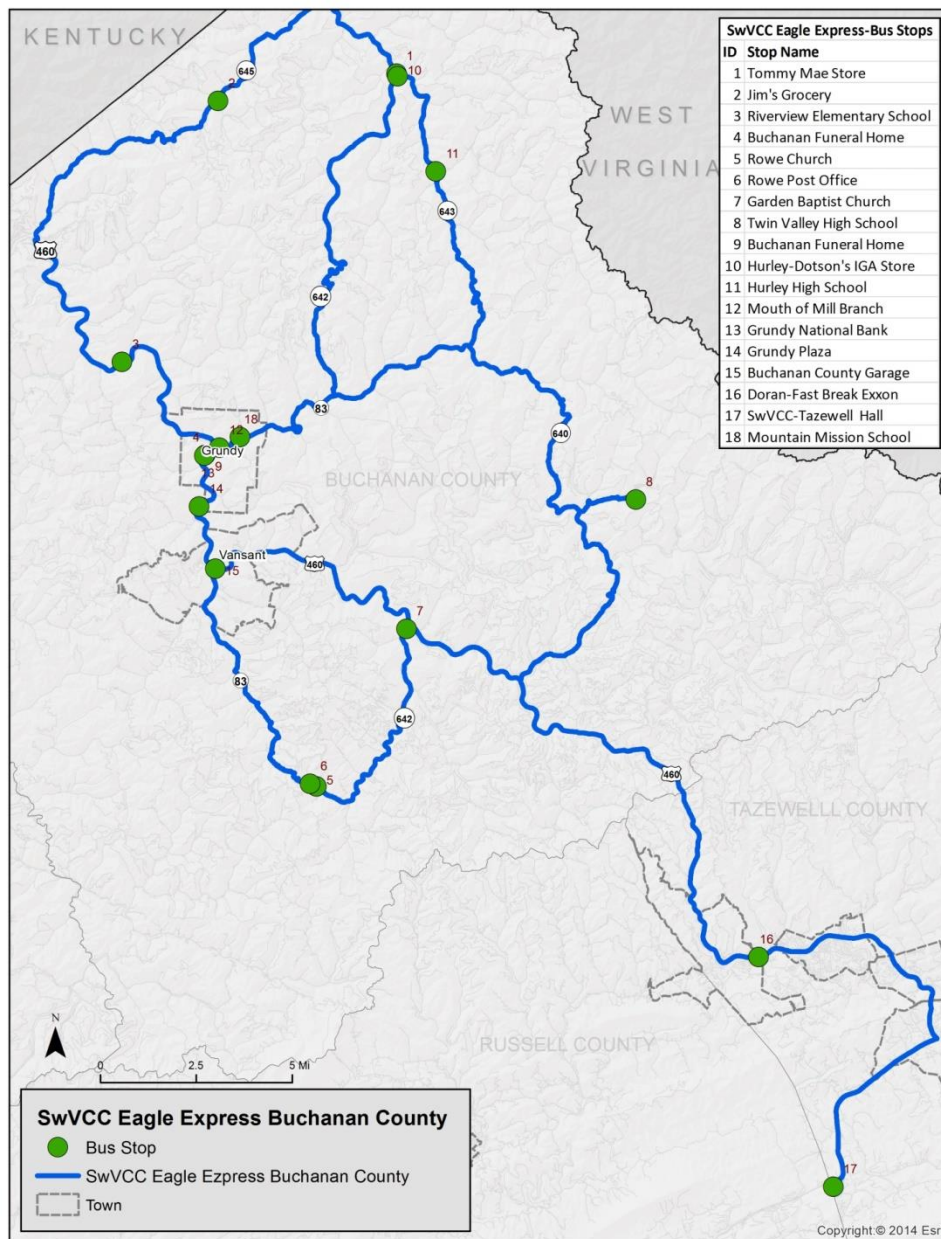 KENTUCKY
WEST
VIRGINIA
SwVCC Eagle Express-Bus Stops
ID Stop Name
1 Tommy Mae Store
2 Jim's Grocery
3 Riverview Elementary School
4 Buchanan Funeral Home
5 Rowe Church
6 Rowe Post Office
7 Garden Baptist Church
8 Twin Valley High School
9 Buchanan Funeral Home
10 Hurley-Dotson's IGA Store
11 Hurley High School
12 Mouth of Mill Branch
13 Grundy National Bank
14 Grundy Plaza
15 Buchanan County Garage
16 Doran-Fast Break Exxon
17 SwVCC-Tazewell Hall
18 Mountain Mission School
1
10
645
2
11
643
460
642
3
83
18
12
4
Grundy
9
3
640
BUCHANAN COUNTY
8
14
Vansant
15
460
7
83
642
6
5
460
TAZEWELLL COUNTY
16
RUSSELL COUNTY
17
N
0 2.5 5 Mi
SwVCC Eagle Express Buchanan County
Bus Stop
SwVCC Eagle Ezpress Buchanan County
Town
Copyright:© 2014 Esr